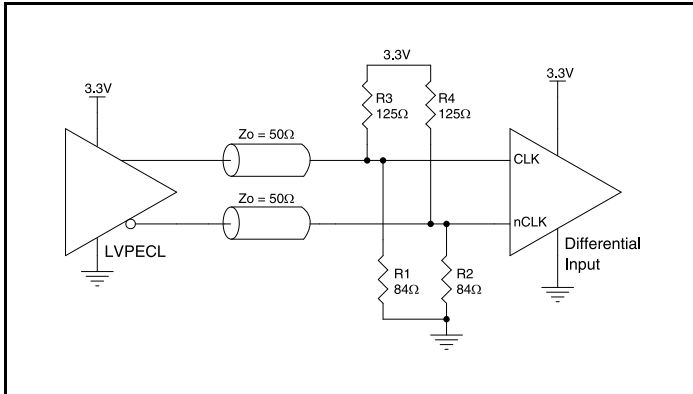 3.3V
3.3V
3.3V
R3
125Ω
R4
125Ω
Zo = 50Ω
CLK
Zo = 50Ω
nCLK
LVPECL
Differential
Input
R1
84Ω
R2
84Ω